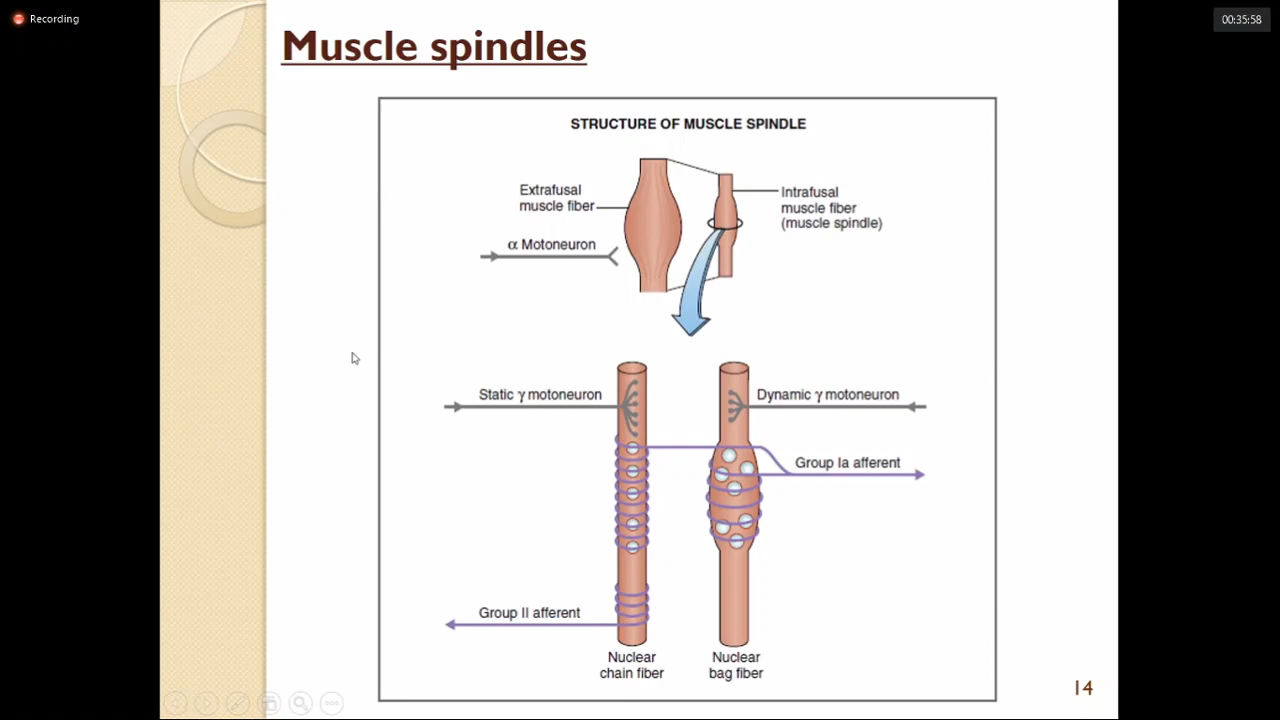 Recording
00:35:58
Muscle spindles
STRUCTURE OF MUSCLE SPINDLE
Extrafusal
muscle fiber
Intrafusal
muscle fiber
(muscle spindle)
α Motoneuron
Static γ motoneuron
Dynamic γ motoneuron
Group Ia afferent
Group II afferent
Nuclear
chain fiber
Nuclear
bag fiber
14